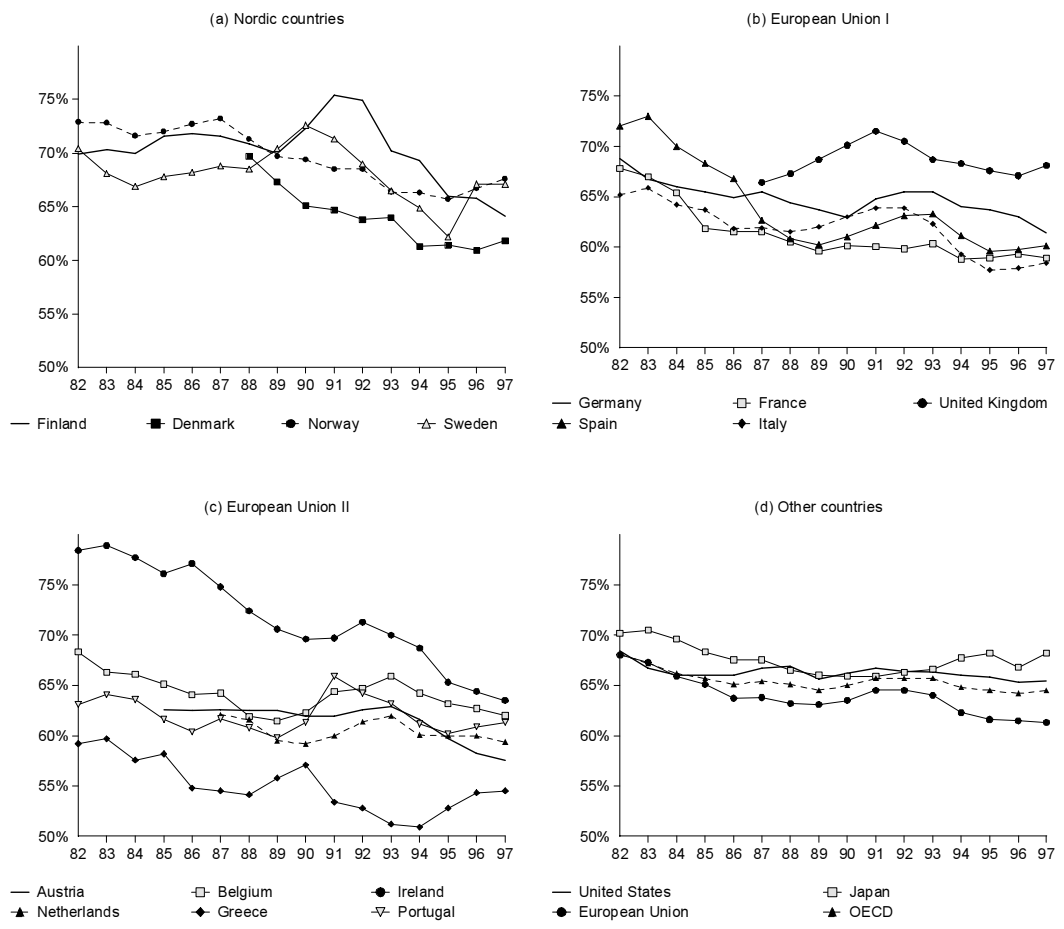 (a) Nordic countries
75%
70%
65%
60%
55%
50%
82 83 84 85 86 87 88 89 90 91 92 93 94 95 96 97
Finland Denmark Norway Sweden
(b) European Union I
75%
70%
65%
60%
55%
50%
82 83 84 85 86 87 88 89 90 91 92 93 94 95 96 97
Germany France United Kingdom
Spain Italy
(c) European Union II
75%
70%
65%
60%
55%
50%
82 83 84 85 86 87 88 89 90 91 92 93 94 95 96 97
Austria Belgium Ireland
Netherlands Greece Portugal
(d) Other countries
75%
70%
65%
60%
55%
50%
82 83 84 85 86 87 88 89 90 91 92 93 94 95 96 97
United States Japan
European Union OECD